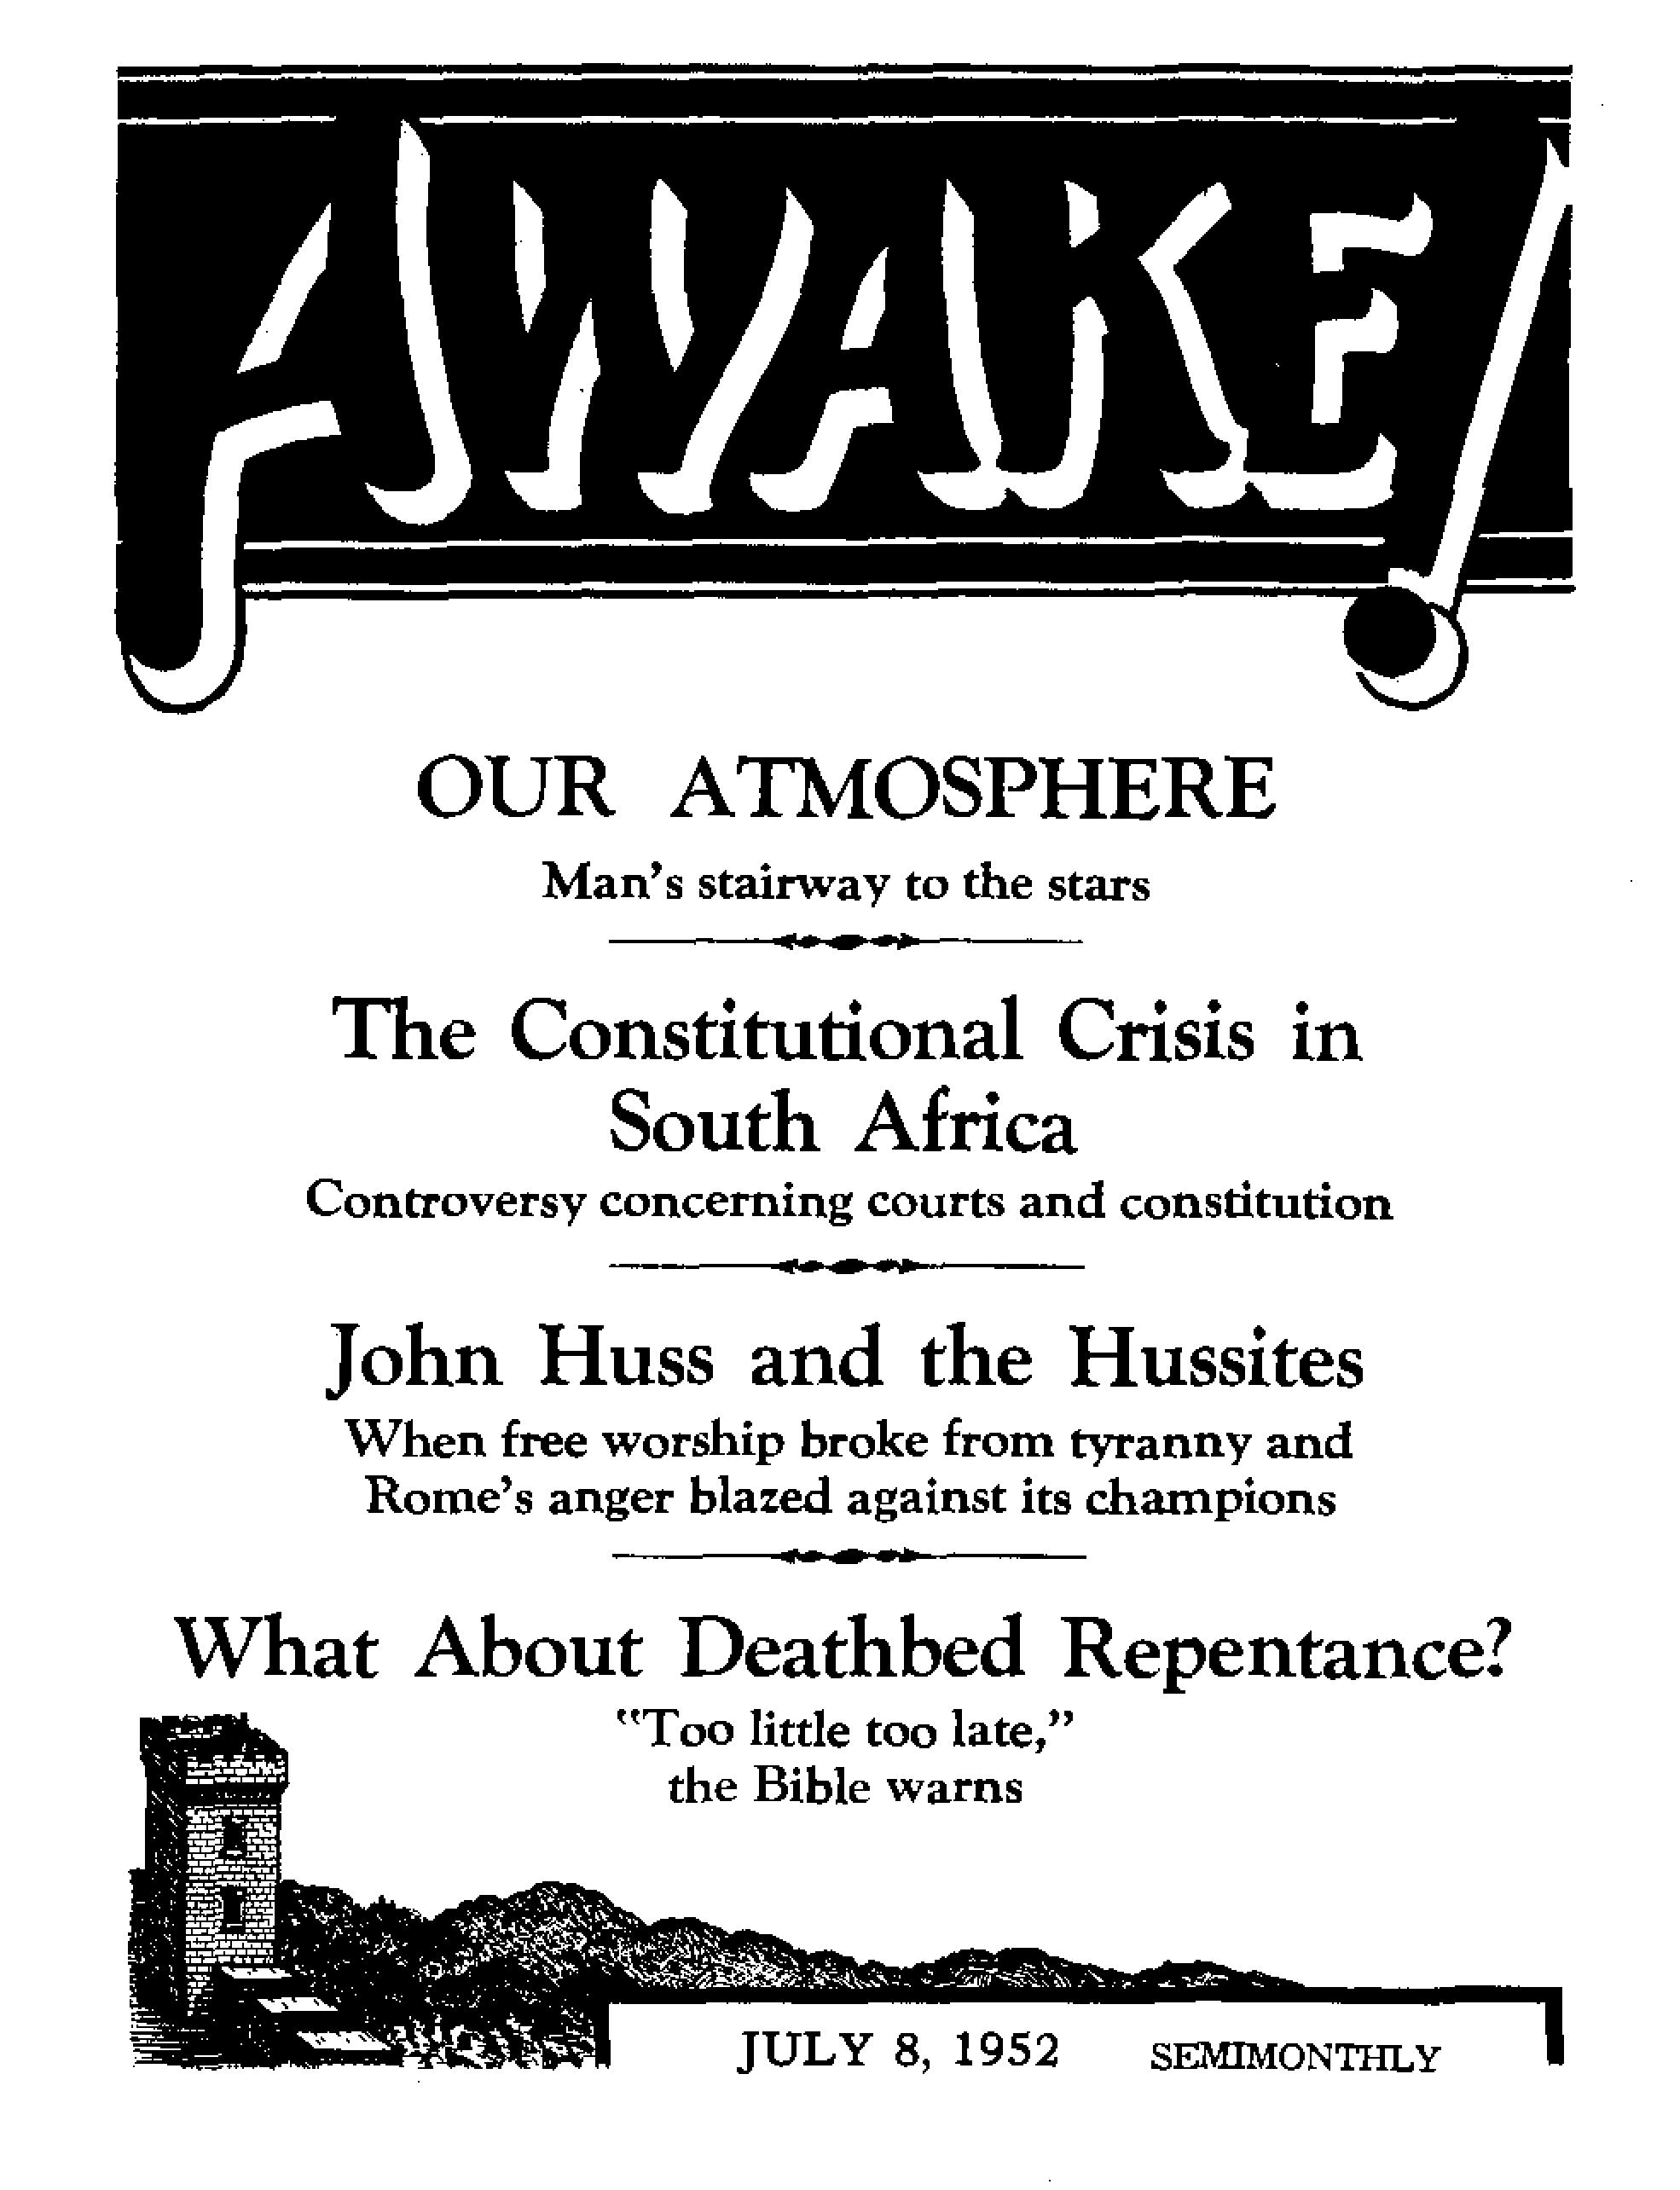 AWAKE!
OUR ATMOSPHERE
Man's stairway to the stars
The Constitutional Crisis in
South Africa
Controversy concerning courts and constitution
John Huss and the Hussites
When free worship broke from tyranny and
Rome's anger blazed against its champions
What About Deathbed Repentance?
"Too little too late,"
the Bible warns
JULY 8, 1952 SEMIMONTHLY